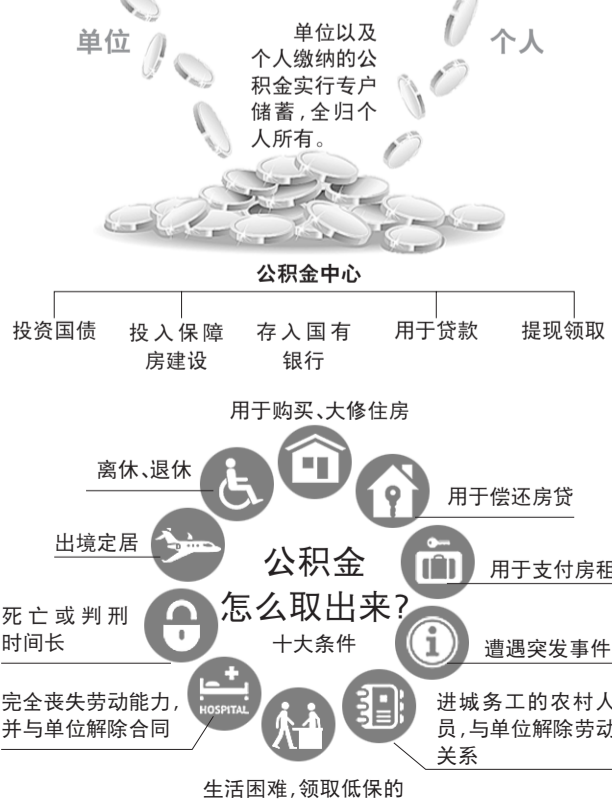 单位
个人
单位以及
个人缴纳的公
积金实行专户
储蓄,全归个
人所有。
公积金中心
投资国债
投入保障
房建设
存入国有
银行
用于贷款
提现领取
用于购买、大修住房
离休、退休
用于偿还房贷
出境定居
公积金
怎么取出来?
十大条件
用于支付房租
死亡或判刑
时间长
遭遇突发事件
完全丧失劳动能力,
并与单位解除合同
HOSPITAL
进城务工的农村人
员,与单位解除劳动
关系
生活困难,领取低保的